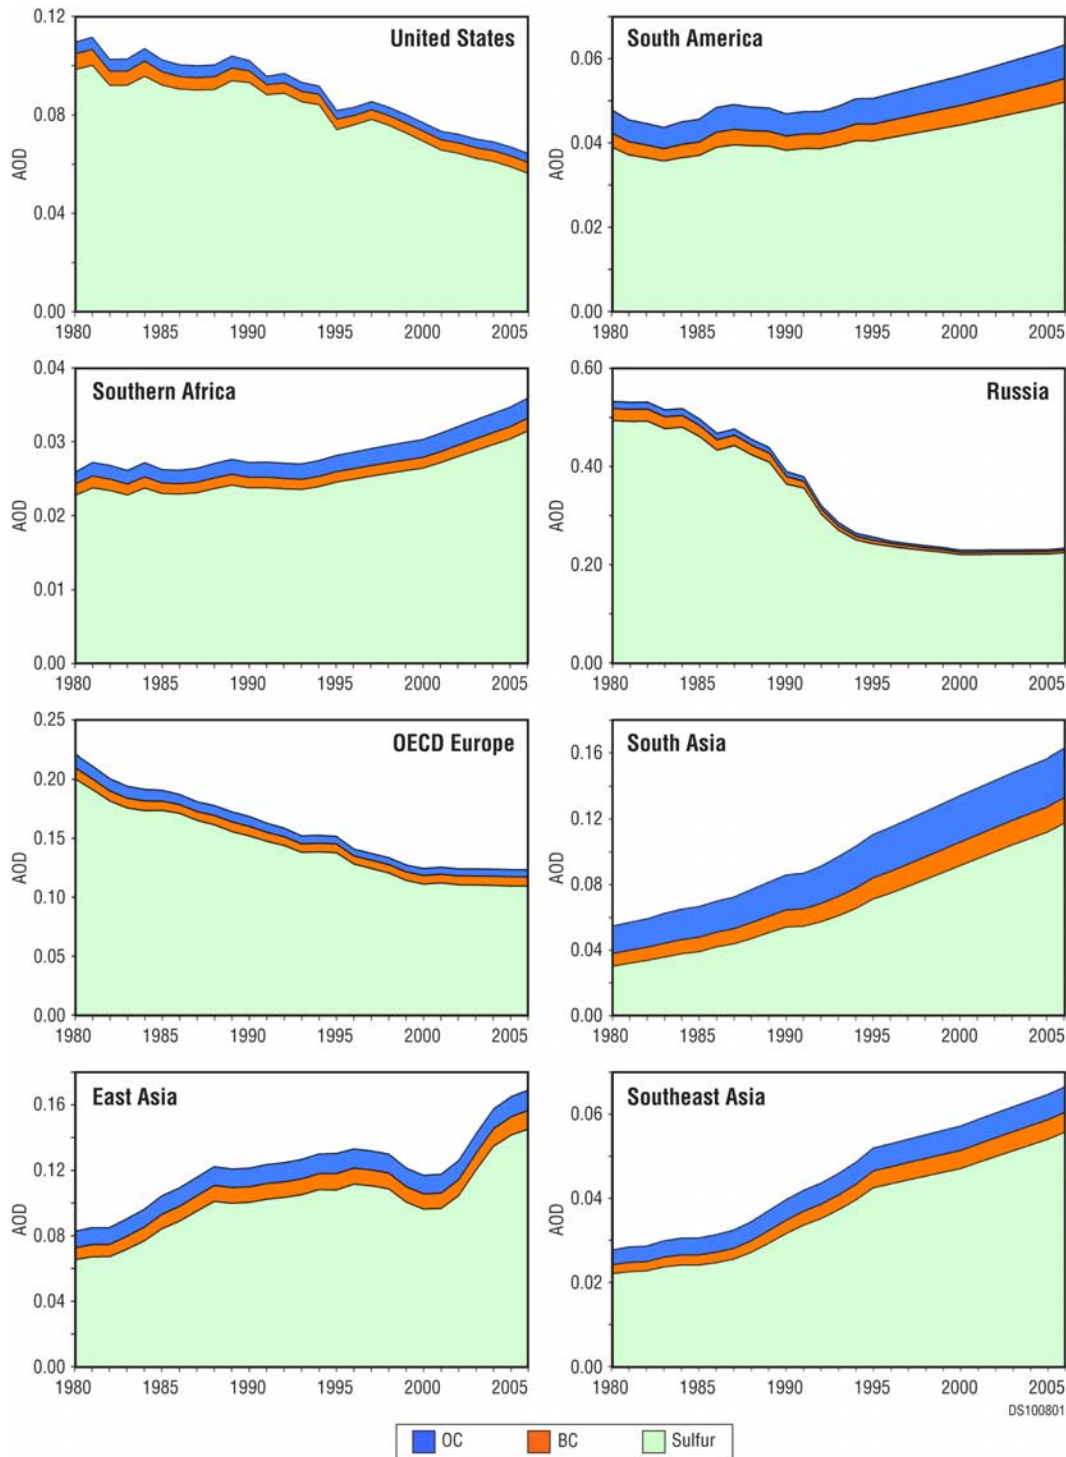 United States
AOD
0.12
0.08
0.04
0.00
1980 1985 1990 1995 2000 2005
South America
AOD
0.06
0.04
0.02
0.00
1980 1985 1990 1995 2000 2005
Southern Africa
AOD
0.04
0.03
0.02
0.01
0.00
1980 1985 1990 1995 2000 2005
Russia
AOD
0.60
0.40
0.20
0.00
1980 1985 1990 1995 2000 2005
OECD Europe
AOD
0.25
0.20
0.15
0.10
0.05
0.00
1980 1985 1990 1995 2000 2005
South Asia
AOD
0.16
0.12
0.08
0.04
0.00
1980 1985 1990 1995 2000 2005
East Asia
AOD
0.16
0.12
0.08
0.04
0.00
1980 1985 1990 1995 2000 2005
Southeast Asia
AOD
0.06
0.04
0.02
0.00
1980 1985 1990 1995 2000 2005
DS100801
OC BC Sulfur